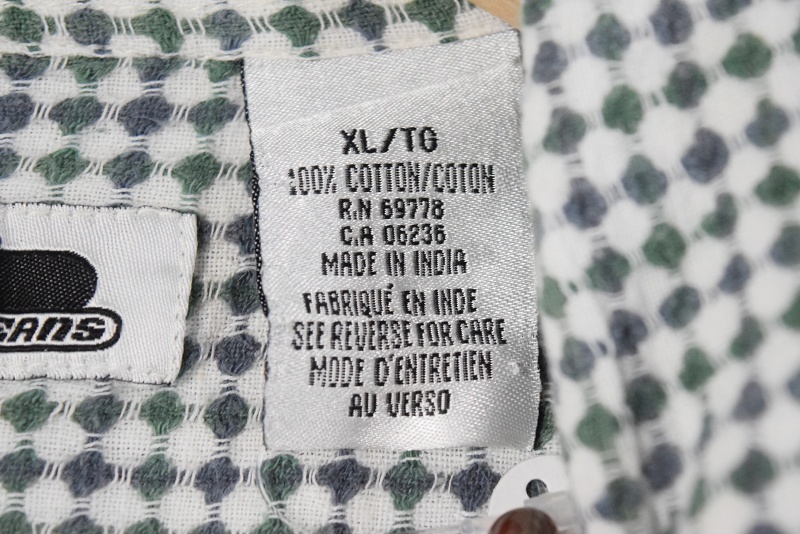 XL/TG
100% COTTON/COTON
R.N 69778
C.A 06236
MADE IN INDIA
FABRIQUÉ EN INDE
SEE REVERSE FOR CARE
MODE D'ENTRETIEN
AU VERSO